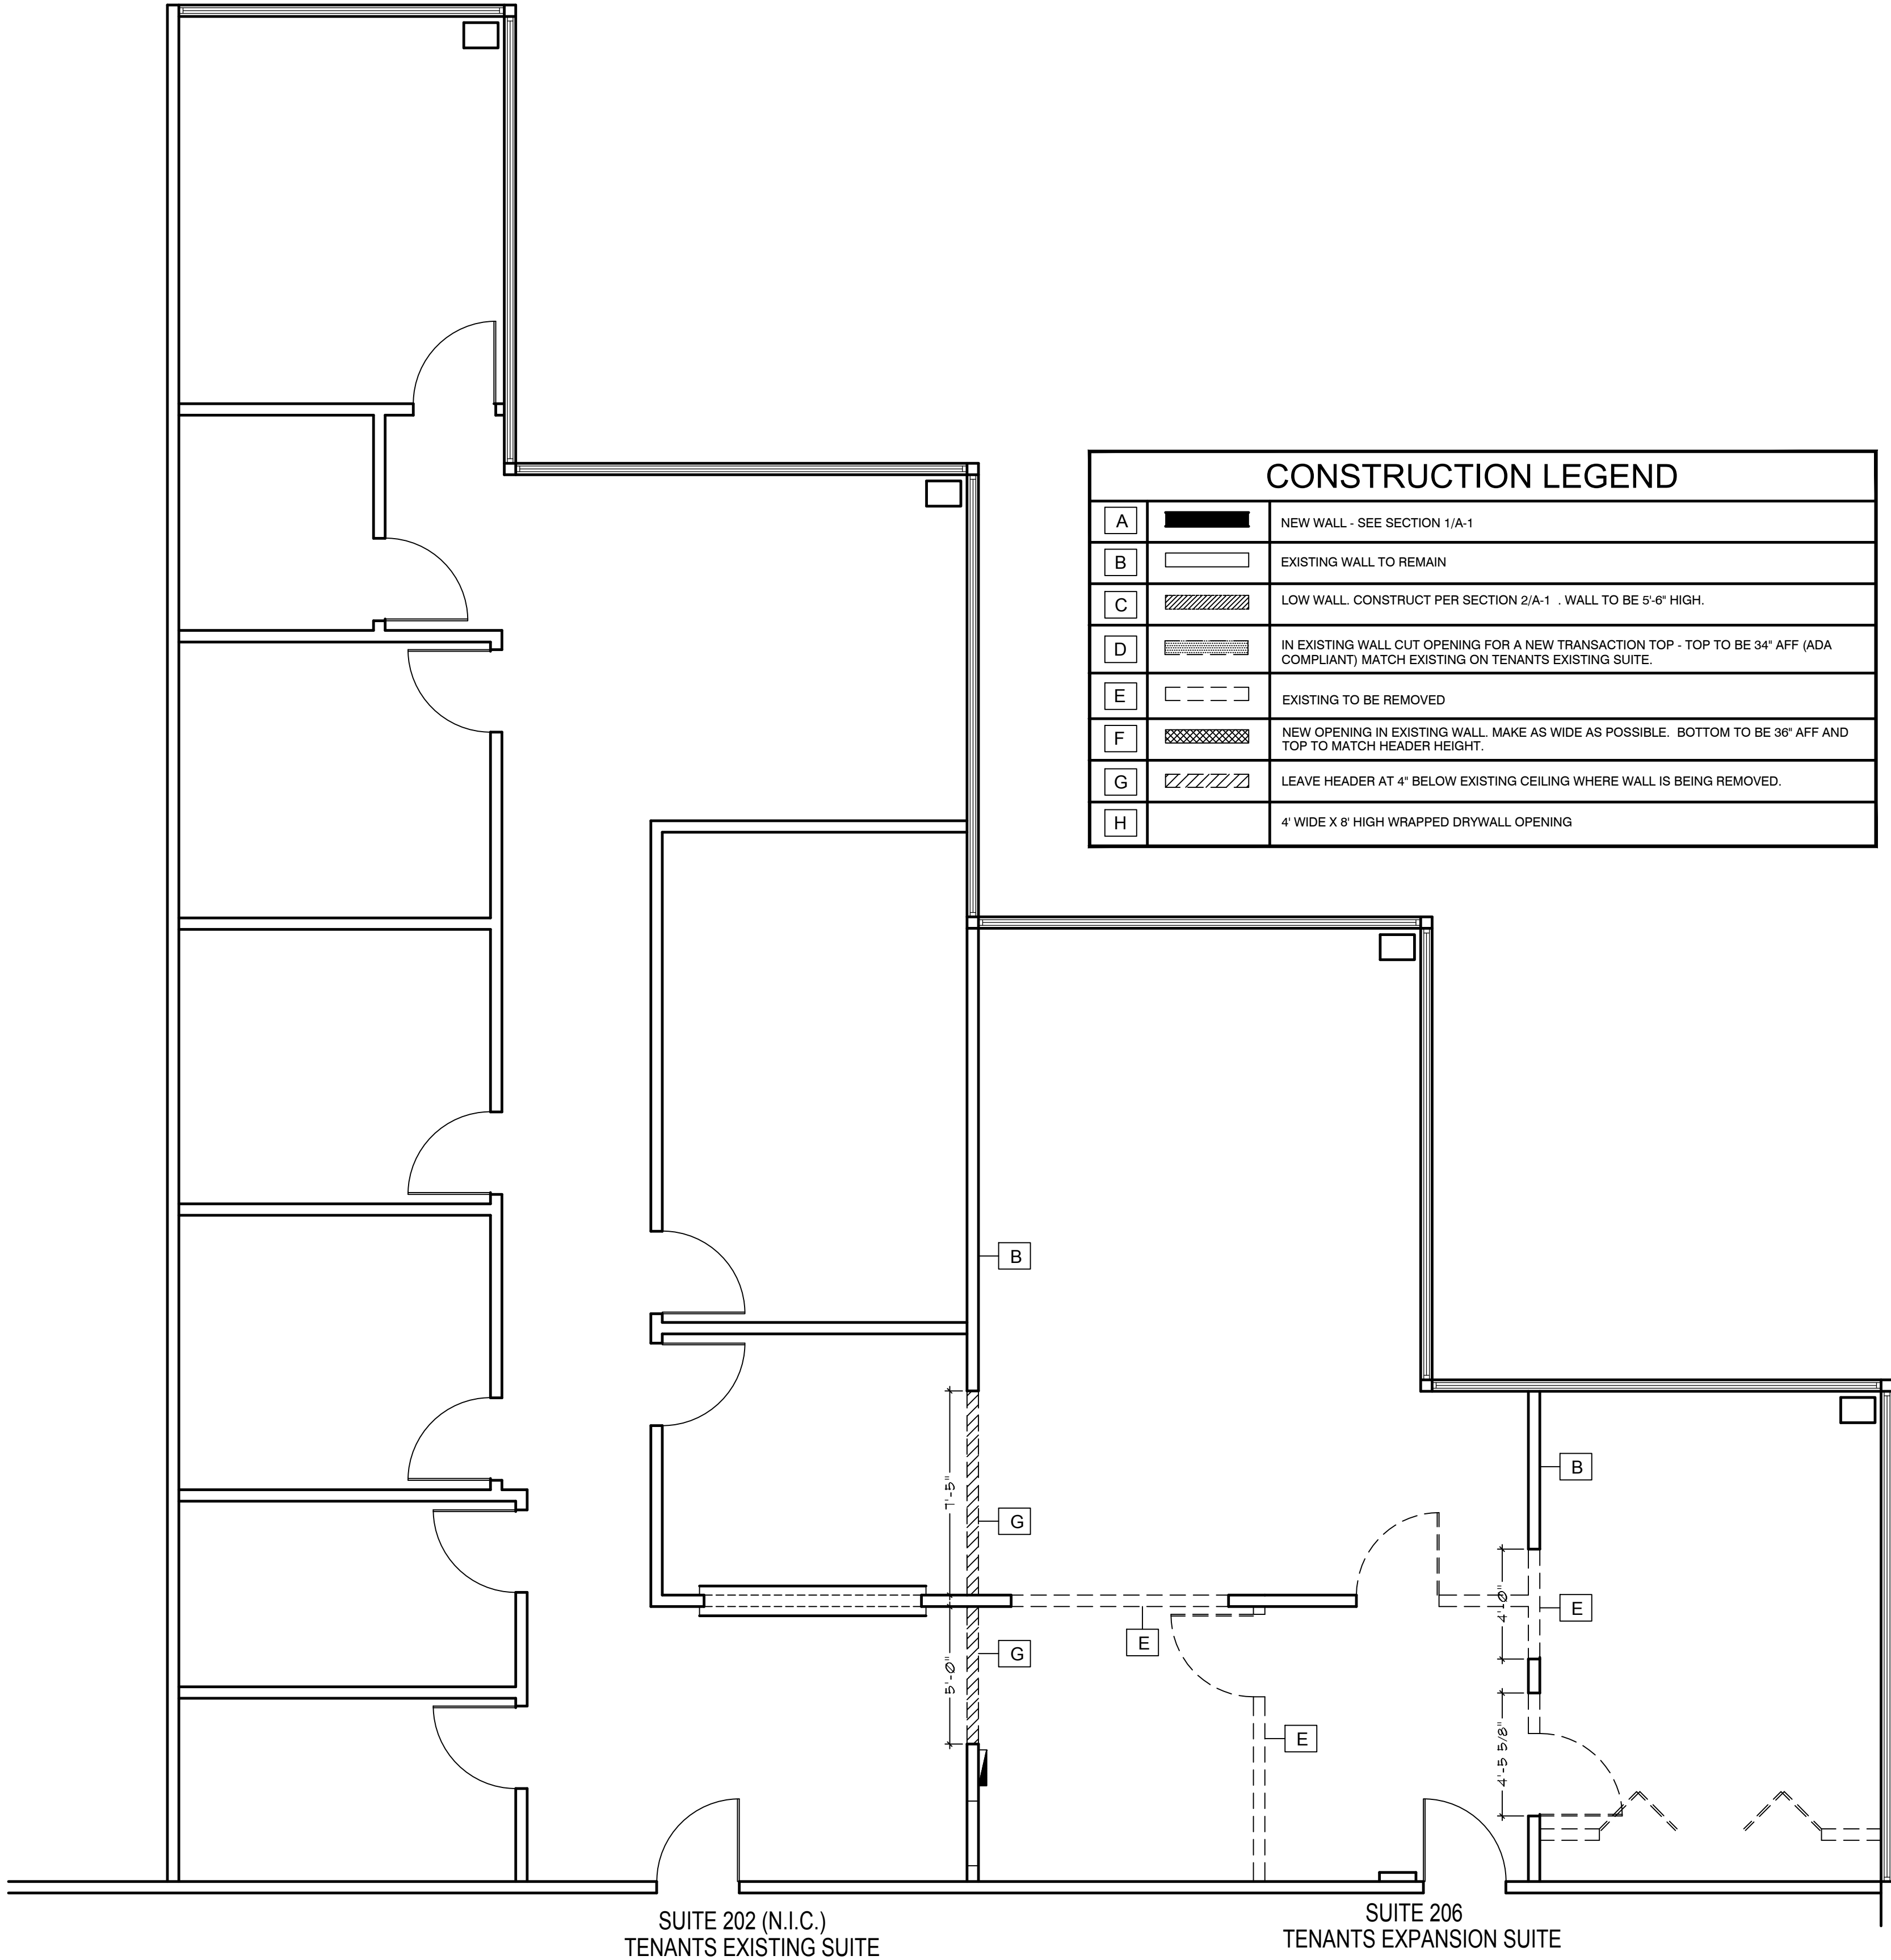 CONSTRUCTION LEGEND
A NEW WALL - SEE SECTION 1/A-1
B EXISTING WALL TO REMAIN
C LOW WALL. CONSTRUCT PER SECTION 2/A-1 . WALL TO BE 5'-6" HIGH.
D IN EXISTING WALL CUT OPENING FOR A NEW TRANSACTION TOP - TOP TO BE 34" AFF (ADA
COMPLIANT) MATCH EXISTING ON TENANTS EXISTING SUITE.
E EXISTING TO BE REMOVED
F NEW OPENING IN EXISTING WALL. MAKE AS WIDE AS POSSIBLE. BOTTOM TO BE 36" AFF AND
TOP TO MATCH HEADER HEIGHT.
G LEAVE HEADER AT 4" BELOW EXISTING CEILING WHERE WALL IS BEING REMOVED.
H 4' WIDE X 8' HIGH WRAPPED DRYWALL OPENING
B
B
7'-5"
G
4'-0"
E
E
G
5'-0"
E
4'-5 5/8"
SUITE 202 (N.I.C.)
TENANTS EXISTING SUITE
SUITE 206
TENANTS EXPANSION SUITE